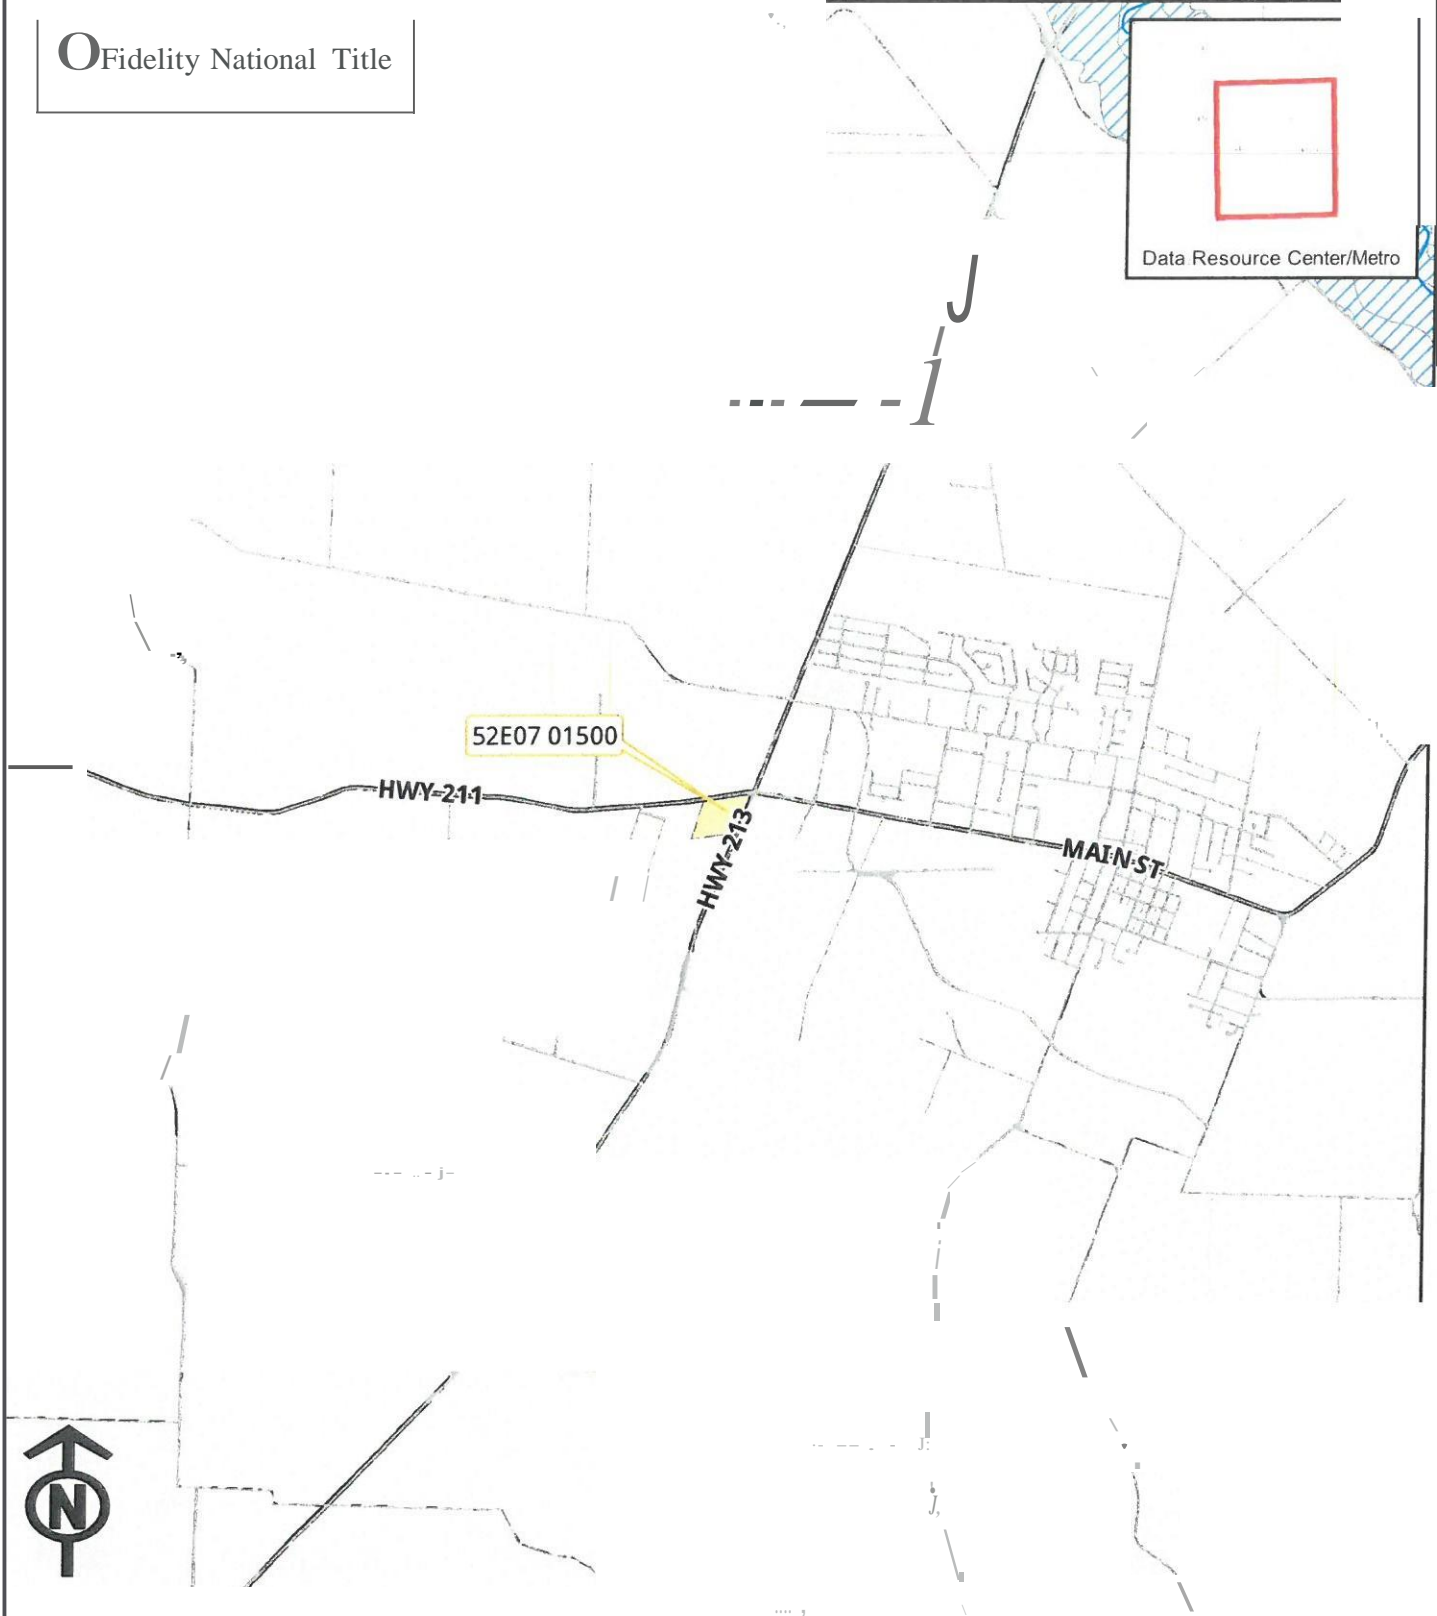 OFidelity National Title
Data Resource Center/Metro
52E07 01500
HWY 211
HWY 213
MAIN ST
N